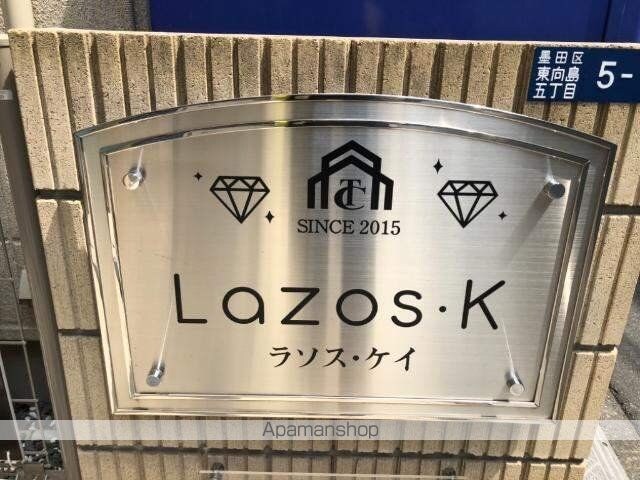 墨田区
東向島
五丁目
5-
TC
SINCE 2015
Lazos・K
ラソス・ケイ
Apamanshop